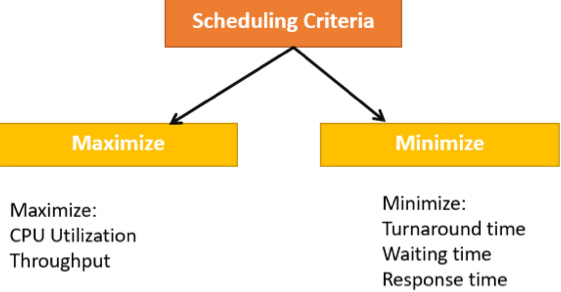 Scheduling Criteria
Maximize
Minimize
Maximize:
CPU Utilization
Throughput
Minimize:
Turnaround time
Waiting time
Response time